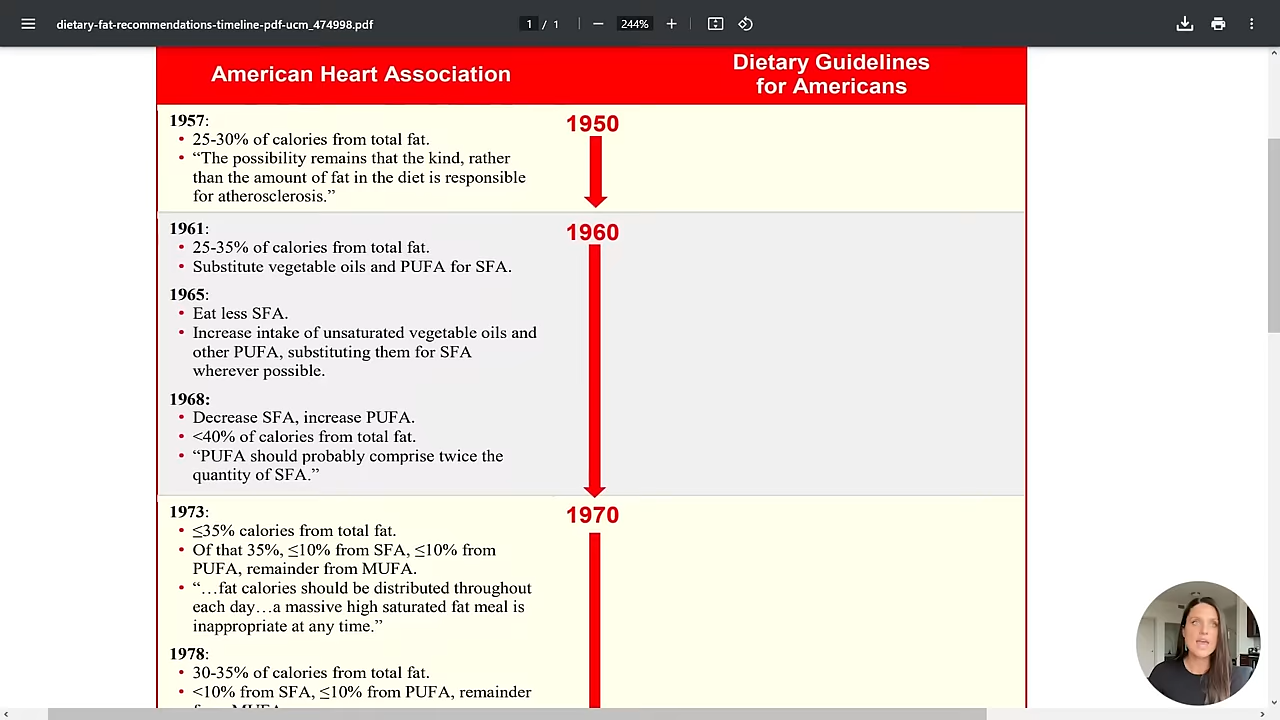 dietary-fat-recommendations-timeline-pdf-ucm_474998.pdf
1 / 1
244%
American Heart Association
Dietary Guidelines
for Americans
1957:
• 25-30% of calories from total fat.
• “The possibility remains that the kind, rather
than the amount of fat in the diet is responsible
for atherosclerosis.”
1950
1961:
• 25-35% of calories from total fat.
• Substitute vegetable oils and PUFA for SFA.
1965:
• Eat less SFA.
• Increase intake of unsaturated vegetable oils and
other PUFA, substituting them for SFA
wherever possible.
1968:
• Decrease SFA, increase PUFA.
• <40% of calories from total fat.
• “PUFA should probably comprise twice the
quantity of SFA.”
1960
1973:
• ≤35% calories from total fat.
• Of that 35%, ≤10% from SFA, ≤10% from
PUFA, remainder from MUFA.
• “…fat calories should be distributed throughout
each day…a massive high saturated fat meal is
inappropriate at any time.”
1978:
• 30-35% of calories from total fat.
• <10% from SFA, ≤10% from PUFA, remainder
1970